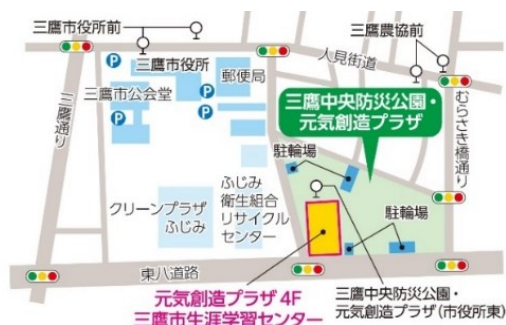 三鷹市役所前
三鷹農協前
P
三鷹市役所
郵便局
人見街道
三鷹市公会堂
P
P
P
三鷹通り
三鷹中央防災公園・
元気創造プラザ
むらさき橋通り
駐輪場
ふじみ
衛生組合
リサイクル
センター
クリーンプラザ
ふじみ
駐輪場
東八道路
元気創造プラザ 4F
三鷹市生涯学習センター
三鷹中央防災公園・
元気創造プラザ(市役所東)